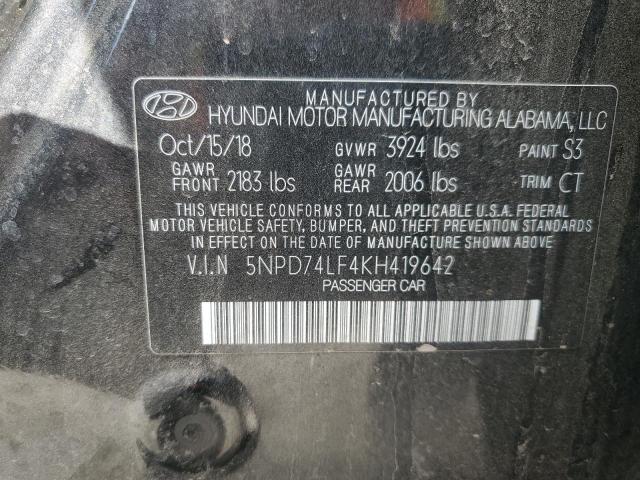 MANUFACTURED BY
HYUNDAI MOTOR MANUFACTURING ALABAMA, LLC
Oct/15/18 GVWR 3924 lbs PAINT S3
GAWR FRONT 2183 lbs GAWR REAR 2006 lbs TRIM CT
THIS VEHICLE CONFORMS TO ALL APPLICABLE U.S.A. FEDERAL
MOTOR VEHICLE SAFETY, BUMPER, AND THEFT PREVENTION STANDARDS
IN EFFECT ON THE DATE OF MANUFACTURE SHOWN ABOVE
V.I.N 5NPD74LF4KH419642
PASSENGER CAR